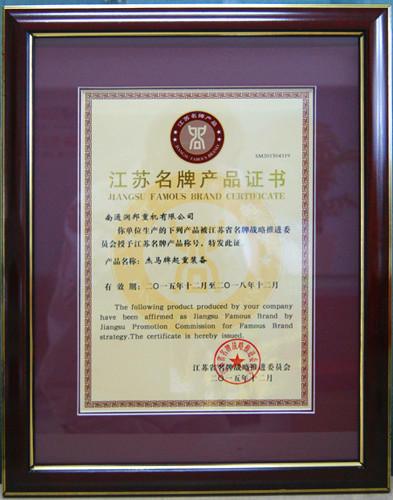 江苏名牌产品
JIANGSU FAMOUS BRAND
SM201504319
江苏名牌产品证书
JIANGSU FAMOUS BRAND CERTIFICATE
南通润邦重机有限公司
你单位生产的下列产品被江苏省名牌战略推进委
员会授予江苏名牌产品称号，特发此证
产品名称：杰马牌起重装备
有 效 期：二〇一五年十二月至二〇一八年十二月
The following product produced by your company
have been affirmed as Jiangsu Famous Brand by
Jiangsu Promotion Commission for Famous Brand
strategy.The certificate is hereby issued.
江苏省名牌战略推进委员会
二〇一五年十二月